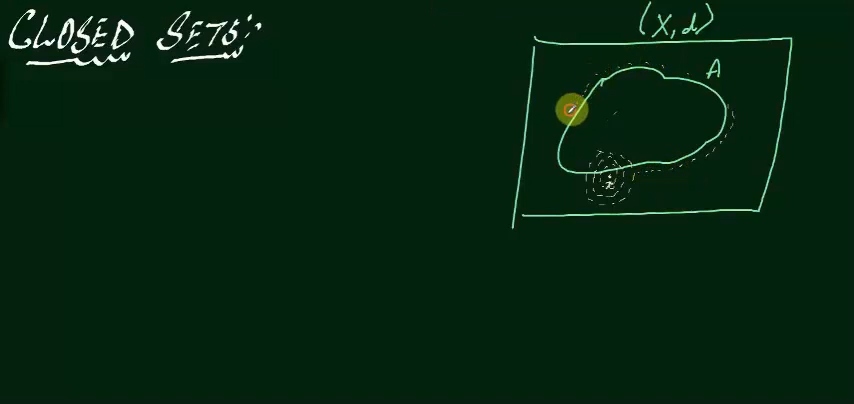 CLOSED SETS:
(X, d)
A
x